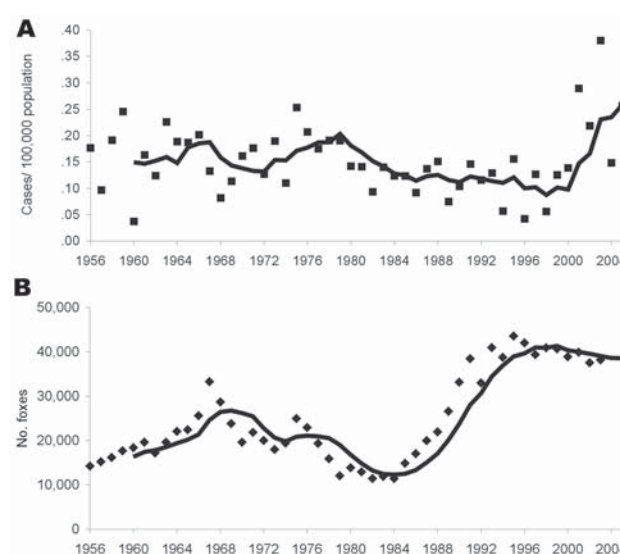 A
.40
.35
.30
.25
.20
.15
.10
.05
.00
Cases/ 100,000 population
1956 1960 1964 1968 1972 1976 1980 1984 1988 1992 1996 2000 2004
B
50,000
40,000
30,000
20,000
10,000
0
No. foxes
1956 1960 1964 1968 1972 1976 1980 1984 1988 1992 1996 2000 2004